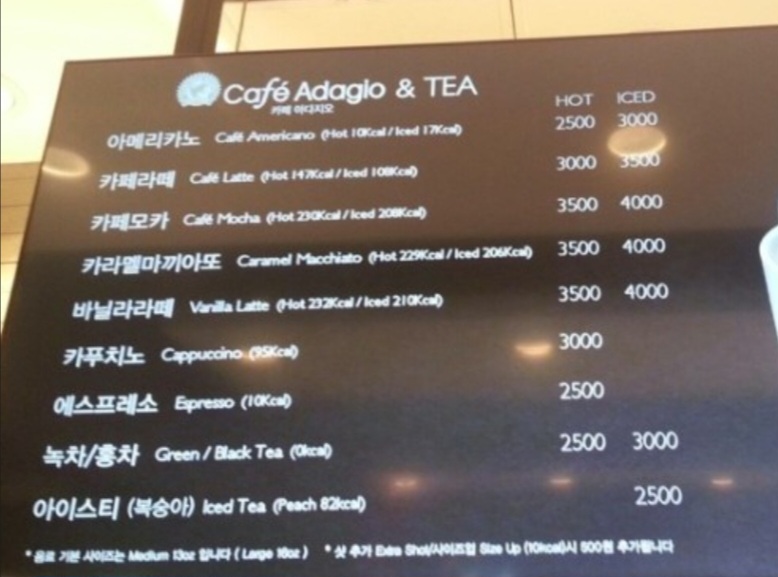 Café Adagio & TEA
카페 아다지오
HOT ICED
아메리카노 Café Americano (Hot 10Kcal / Iced 17Kcal) 2500 3000
카페라떼 Café Latte (Hot 147Kcal / Iced 108Kcal) 3000 3500
카페모카 Café Mocha (Hot 230Kcal / Iced 208Kcal) 3500 4000
카라멜마끼아또 Caramel Macchiato (Hot 229Kcal / Iced 206Kcal) 3500 4000
바닐라라떼 Vanilla Latte (Hot 232Kcal / Iced 210Kcal) 3500 4000
카푸치노 Cappuccino (95Kcal) 3000
에스프레소 Espresso (10Kcal) 2500
녹차/홍차 Green / Black Tea (0kcal) 2500 3000
아이스티 (복숭아) Iced Tea (Peach 82kcal) 2500
* 음료 기본 사이즈는 Medium 13oz 입니다 ( Large 16oz ) * 샷 추가 Extra Shot/사이즈업 Size Up (10kcal)시 500원 추가됩니다